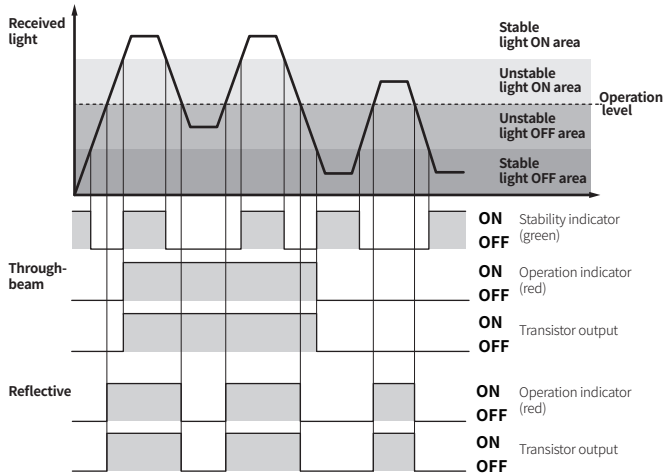 Received
light
Stable
light ON area
Unstable
light ON area
Operation
level
Unstable
light OFF area
Stable
light OFF area
ON
OFF
Stability indicator
(green)
Through-
beam
ON
OFF
Operation indicator
(red)
ON
OFF
Transistor output
Reflective
ON
OFF
Operation indicator
(red)
ON
OFF
Transistor output